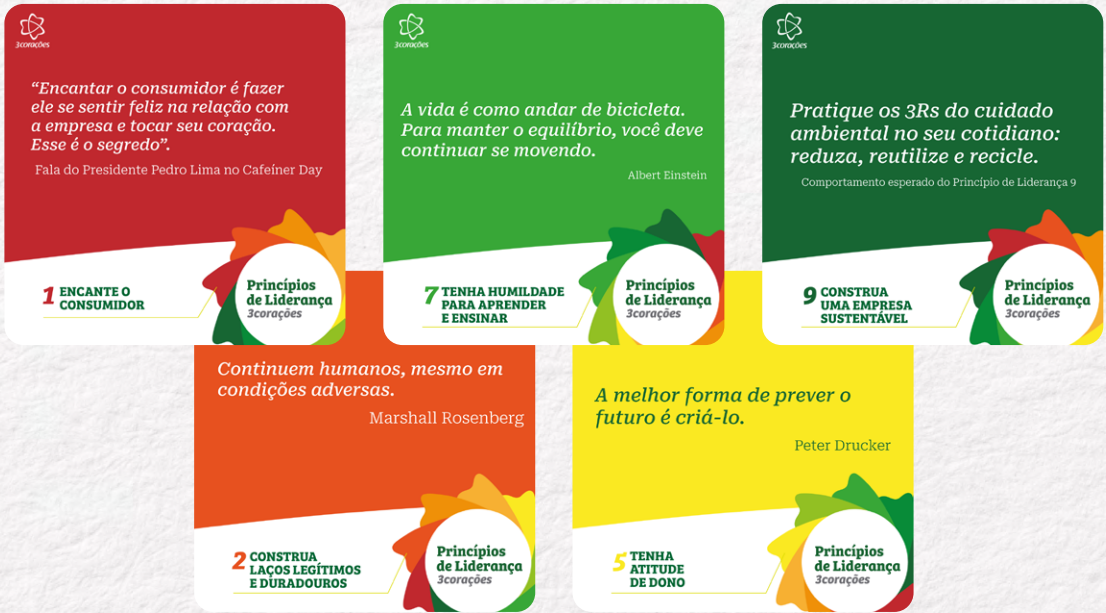 3corações
“Encantar o consumidor é fazer
ele se sentir feliz na relação com
a empresa e tocar seu coração.
Esse é o segredo”.
Fala do Presidente Pedro Lima no Cafeíner Day
1 ENCANTE O
CONSUMIDOR
Princípios
de Liderança
3corações
3corações
A vida é como andar de bicicleta.
Para manter o equilíbrio, você deve
continuar se movendo.
Albert Einstein
7 TENHA HUMILDADE
PARA APRENDER
E ENSINAR
Princípios
de Liderança
3corações
3corações
Pratique os 3Rs do cuidado
ambiental no seu cotidiano:
reduza, reutilize e recicle.
Comportamento esperado do Princípio de Liderança 9
9 CONSTRUA
UMA EMPRESA
SUSTENTÁVEL
Princípios
de Liderança
3corações
Continuem humanos, mesmo em
condições adversas.
Marshall Rosenberg
2 CONSTRUA
LAÇOS LEGÍTIMOS
E DURADOUROS
Princípios
de Liderança
3corações
A melhor forma de prever o
futuro é criá-lo.
Peter Drucker
5 TENHA
ATITUDE
DE DONO
Princípios
de Liderança
3corações